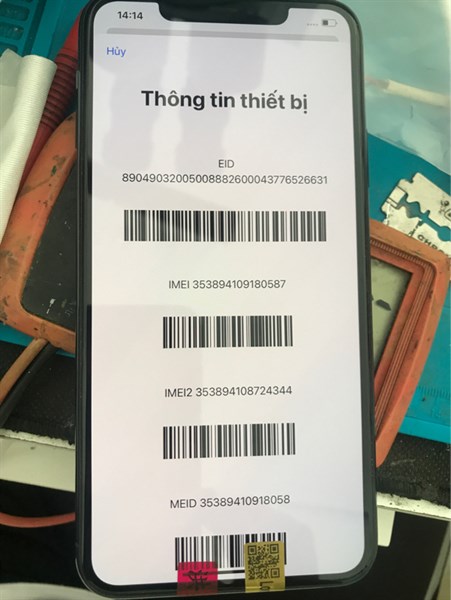 14:14
Hủy
Thông tin thiết bị
EID
89049032005008882600043776526631
IMEI 353894109180587
IMEI2 353894108724344
MEID 35389410918058